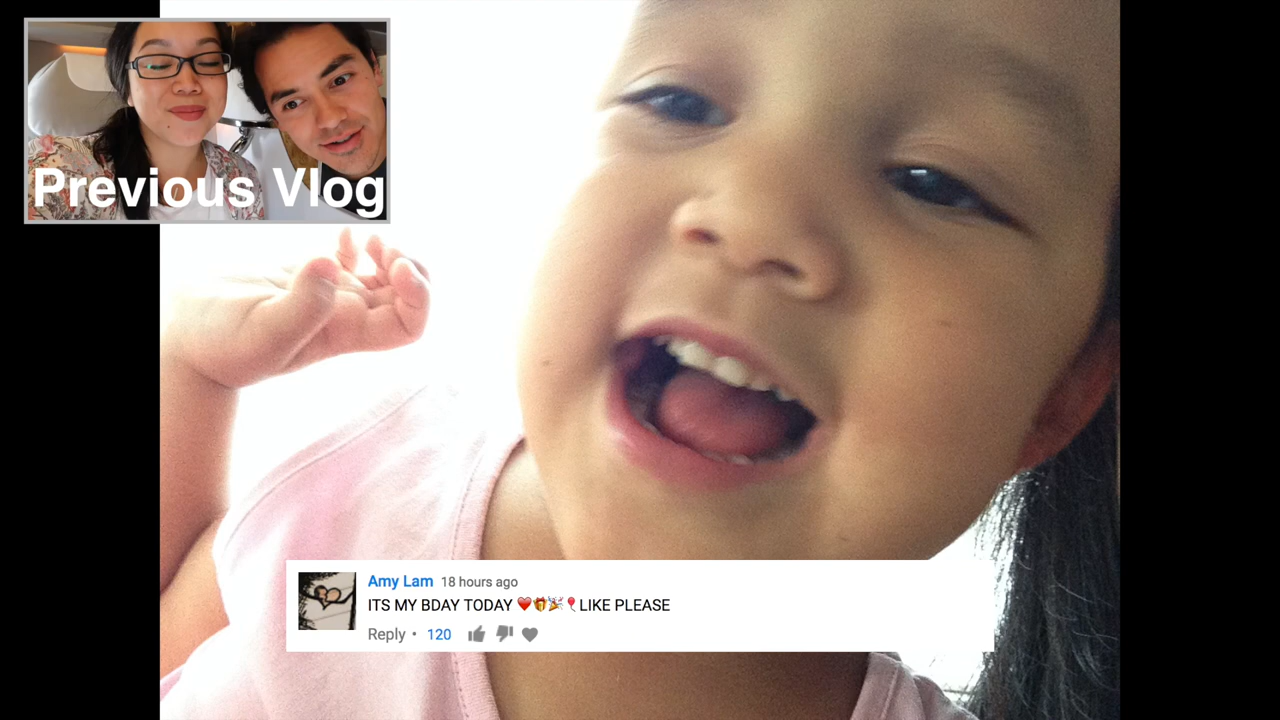 Previous Vlog
Amy Lam 18 hours ago
ITS MY BDAY TODAY ❤️🎁🎉🎈LIKE PLEASE
Reply • 120